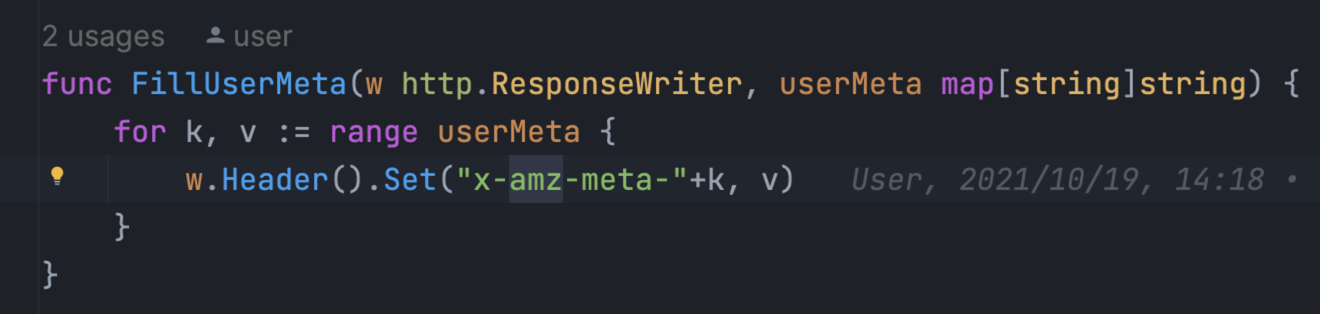 2 usages user
func FillUserMeta(w http.ResponseWriter, userMeta map[string]string) {
    for k, v := range userMeta {
        w.Header().Set("x-amz-meta-"+k, v) User, 2021/10/19, 14:18 •
    }
}